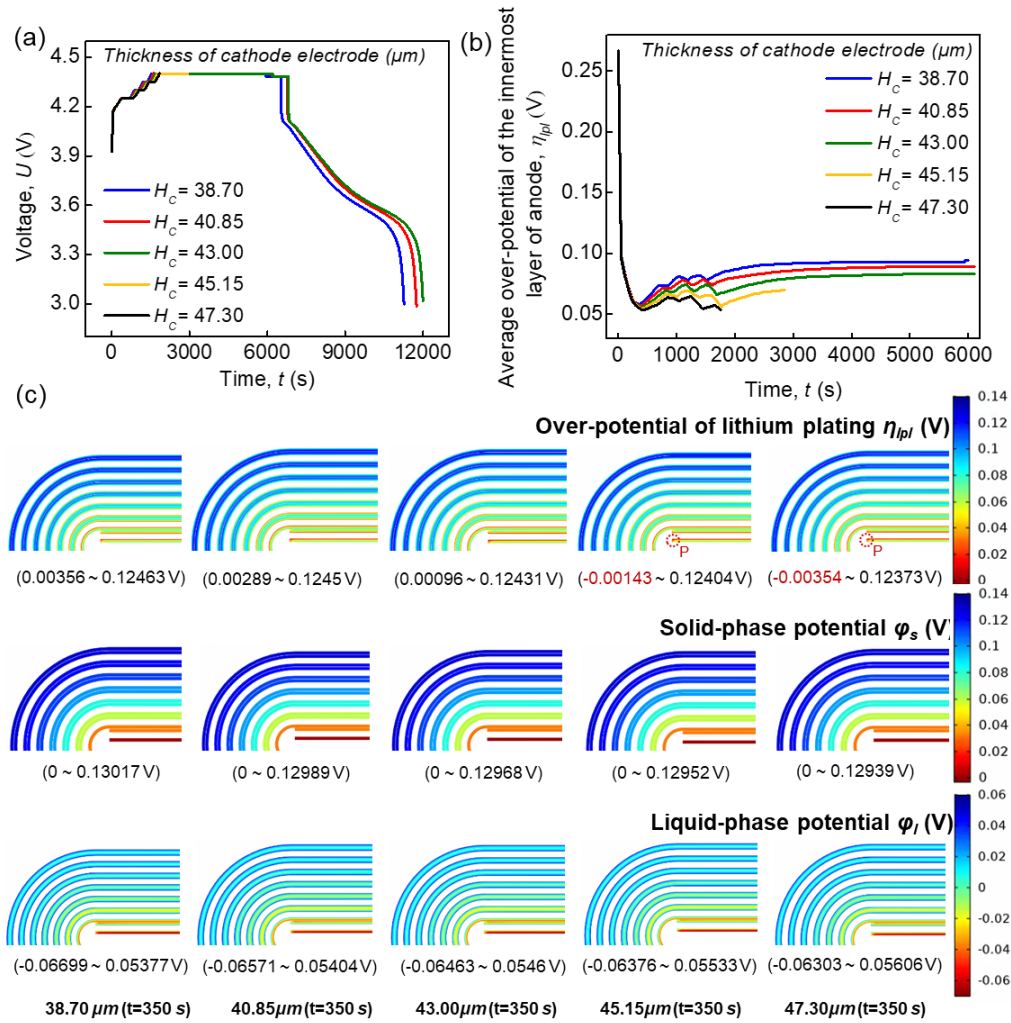 (a)
Thickness of cathode electrode (µm)
4.5
4.2
3.9
3.6
3.3
3.0
Voltage, U (V)
H_C= 38.70
H_C= 40.85
H_C= 43.00
H_C= 45.15
H_C= 47.30
0
3000
6000
9000
12000
Time, t (s)
(b)
Thickness of cathode electrode (µm)
0.25
0.20
0.15
0.10
0.05
Average over-potential of the innermost
layer of anode, η_lpl (V)
H_C= 38.70
H_C= 40.85
H_C= 43.00
H_C= 45.15
H_C= 47.30
0
1000
2000
3000
4000
5000
6000
Time, t (s)
(c)
Over-potential of lithium plating η_lpl (V)
0.14
0.12
0.10
0.08
0.06
0.04
0.02
0
P
P
(0.00356 ~ 0.12463 V)
(0.00289 ~ 0.1245 V)
(0.00096 ~ 0.12431 V)
(-0.00143 ~ 0.12404 V)
(-0.00354 ~ 0.12373 V)
Solid-phase potential φ_s (V)
0.14
0.12
0.10
0.08
0.06
0.04
0.02
0
(0 ~ 0.13017 V)
(0 ~ 0.12989 V)
(0 ~ 0.12968 V)
(0 ~ 0.12952 V)
(0 ~ 0.12939 V)
Liquid-phase potential φ_l (V)
0.06
0.04
0.02
0
-0.02
-0.04
-0.06
(-0.06699 ~ 0.05377 V)
(-0.06571 ~ 0.05404 V)
(-0.06463 ~ 0.0546 V)
(-0.06376 ~ 0.05533 V)
(-0.06303 ~ 0.05606 V)
38.70 µm (t=350 s)
40.85µm (t=350 s)
43.00µm (t=350 s)
45.15µm (t=350 s)
47.30µm (t=350 s)